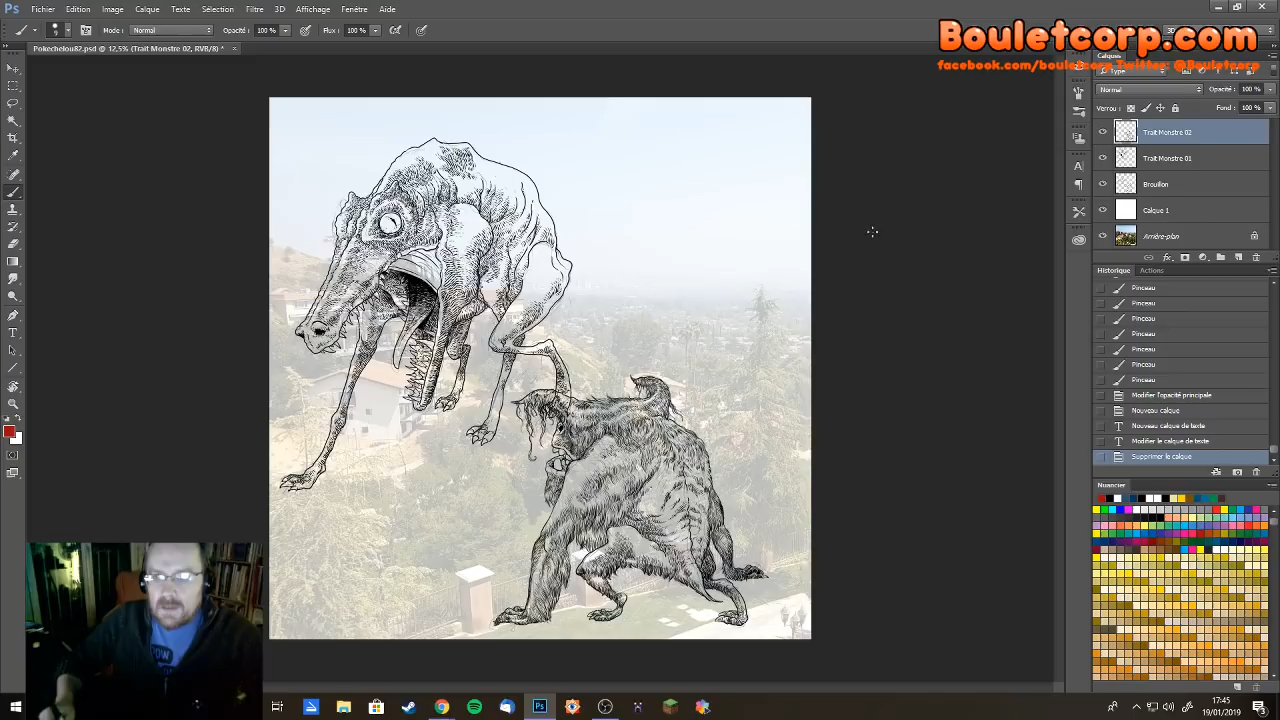 Ps Fichier Edition Image Calque Texte Sélection Filtre 3D Affichage Fenêtre Aide
Mode : Normal Opacité : 100 % Flux : 100 %
Bouletcorp.com
facebook.com/bouletcorp Twitter: @Bouletcorp
Pokechelou82.psd @ 12,5% (Trait Monstre 02, RVB/8) *
Calques
Type
Normal Opacité : 100 %
Verrou : Fond : 100 %
Trait Monstre 02
Trait Monstre 01
Brouillon
Calque 1
Arrière-plan
Historique Actions
Pinceau
Pinceau
Pinceau
Pinceau
Pinceau
Pinceau
Pinceau
Modifier l'opacité principale
Nouveau calque
Nouveau calque de texte
Modifier le calque de texte
Supprimer le calque
Nuancier
17:45
19/01/2019